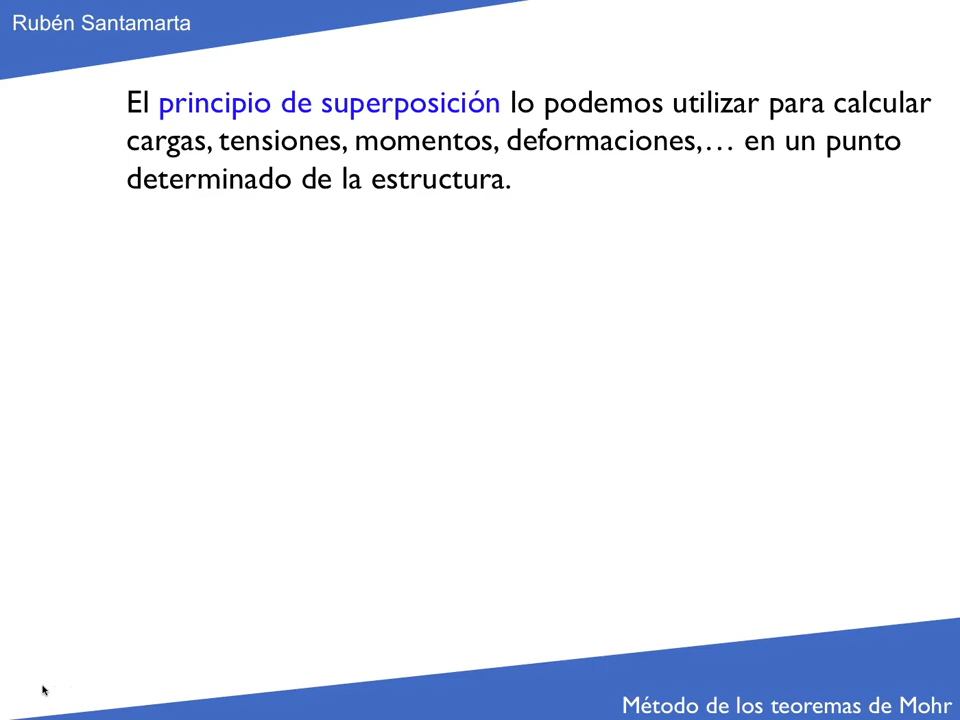 Rubén Santamarta
El principio de superposición lo podemos utilizar para calcular
cargas, tensiones, momentos, deformaciones,… en un punto
determinado de la estructura.
Método de los teoremas de Mohr